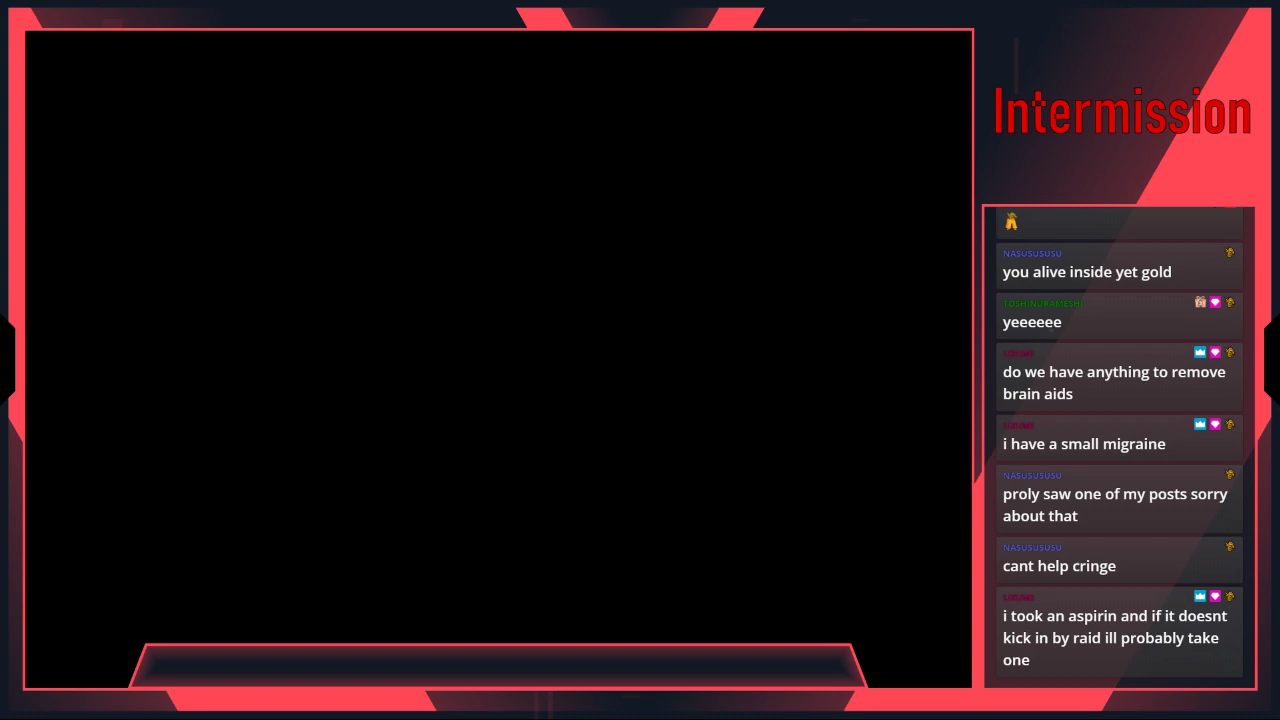 Intermission
NASUSUSUSU
you alive inside yet gold
TOSHINURAMESHI
yeeeeee
do we have anything to remove
brain aids
i have a small migraine
NASUSUSUSU
proly saw one of my posts sorry
about that
NASUSUSUSU
cant help cringe
i took an aspirin and if it doesnt
kick in by raid ill probably take
one